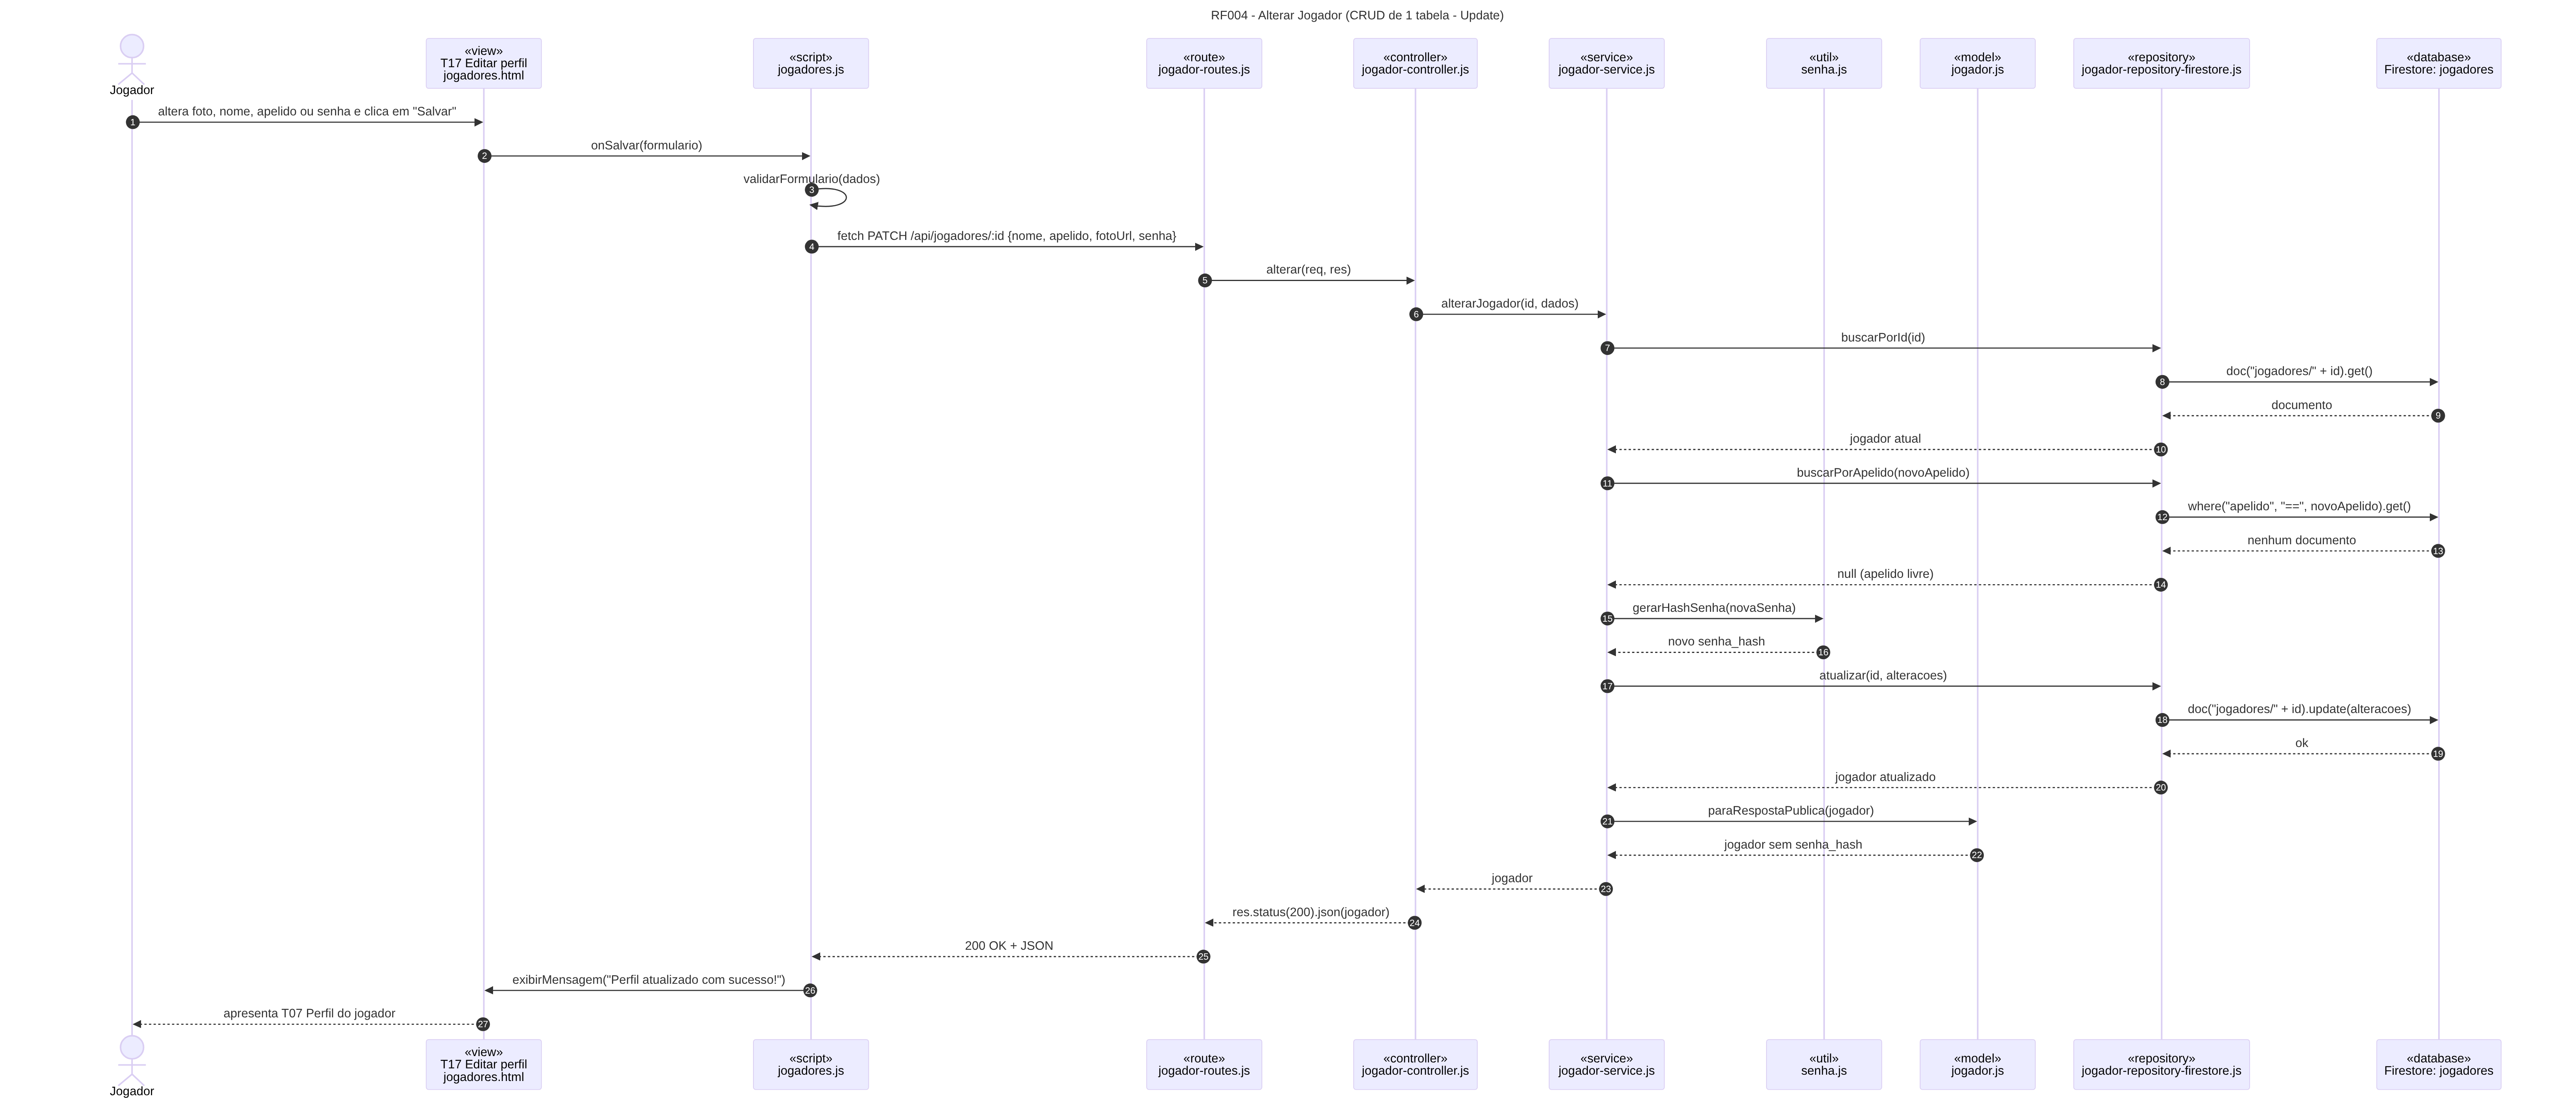 RF004 - Alterar Jogador (CRUD de 1 tabela - Update)
Jogador
«view»
T17 Editar perfil
jogadores.html
«script»
jogadores.js
«route»
jogador-routes.js
«controller»
jogador-controller.js
«service»
jogador-service.js
«util»
senha.js
«model»
jogador.js
«repository»
jogador-repository-firestore.js
«database»
Firestore: jogadores
1 altera foto, nome, apelido ou senha e clica em "Salvar"
2 onSalvar(formulario)
3 validarFormulario(dados)
4 fetch PATCH /api/jogadores/:id {nome, apelido, fotoUrl, senha}
5 alterar(req, res)
6 alterarJogador(id, dados)
7 buscarPorId(id)
8 doc("jogadores/" + id).get()
documento 9
jogador atual 10
11 buscarPorApelido(novoApelido)
12 where("apelido", "==", novoApelido).get()
nenhum documento 13
null (apelido livre) 14
15 gerarHashSenha(novaSenha)
novo senha_hash 16
17 atualizar(id, alteracoes)
18 doc("jogadores/" + id).update(alteracoes)
ok 19
jogador atualizado 20
21 paraRespostaPublica(jogador)
jogador sem senha_hash 22
jogador 23
res.status(200).json(jogador) 24
200 OK + JSON 25
exibirMensagem("Perfil atualizado com sucesso!") 26
apresenta T07 Perfil do jogador 27
Jogador
«view»
T17 Editar perfil
jogadores.html
«script»
jogadores.js
«route»
jogador-routes.js
«controller»
jogador-controller.js
«service»
jogador-service.js
«util»
senha.js
«model»
jogador.js
«repository»
jogador-repository-firestore.js
«database»
Firestore: jogadores